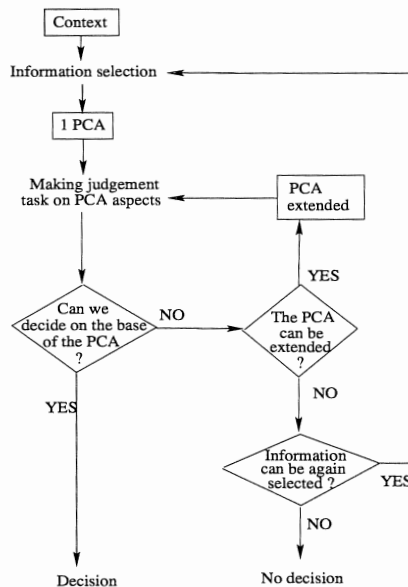 Context
Information selection
1 PCA
Making judgement
task on PCA aspects
PCA
extended
YES
Can we
decide on the base
of the PCA
?
NO
The PCA
can be
extended
?
YES
NO
Information
can be again
selected ?
YES
NO
Decision
No decision